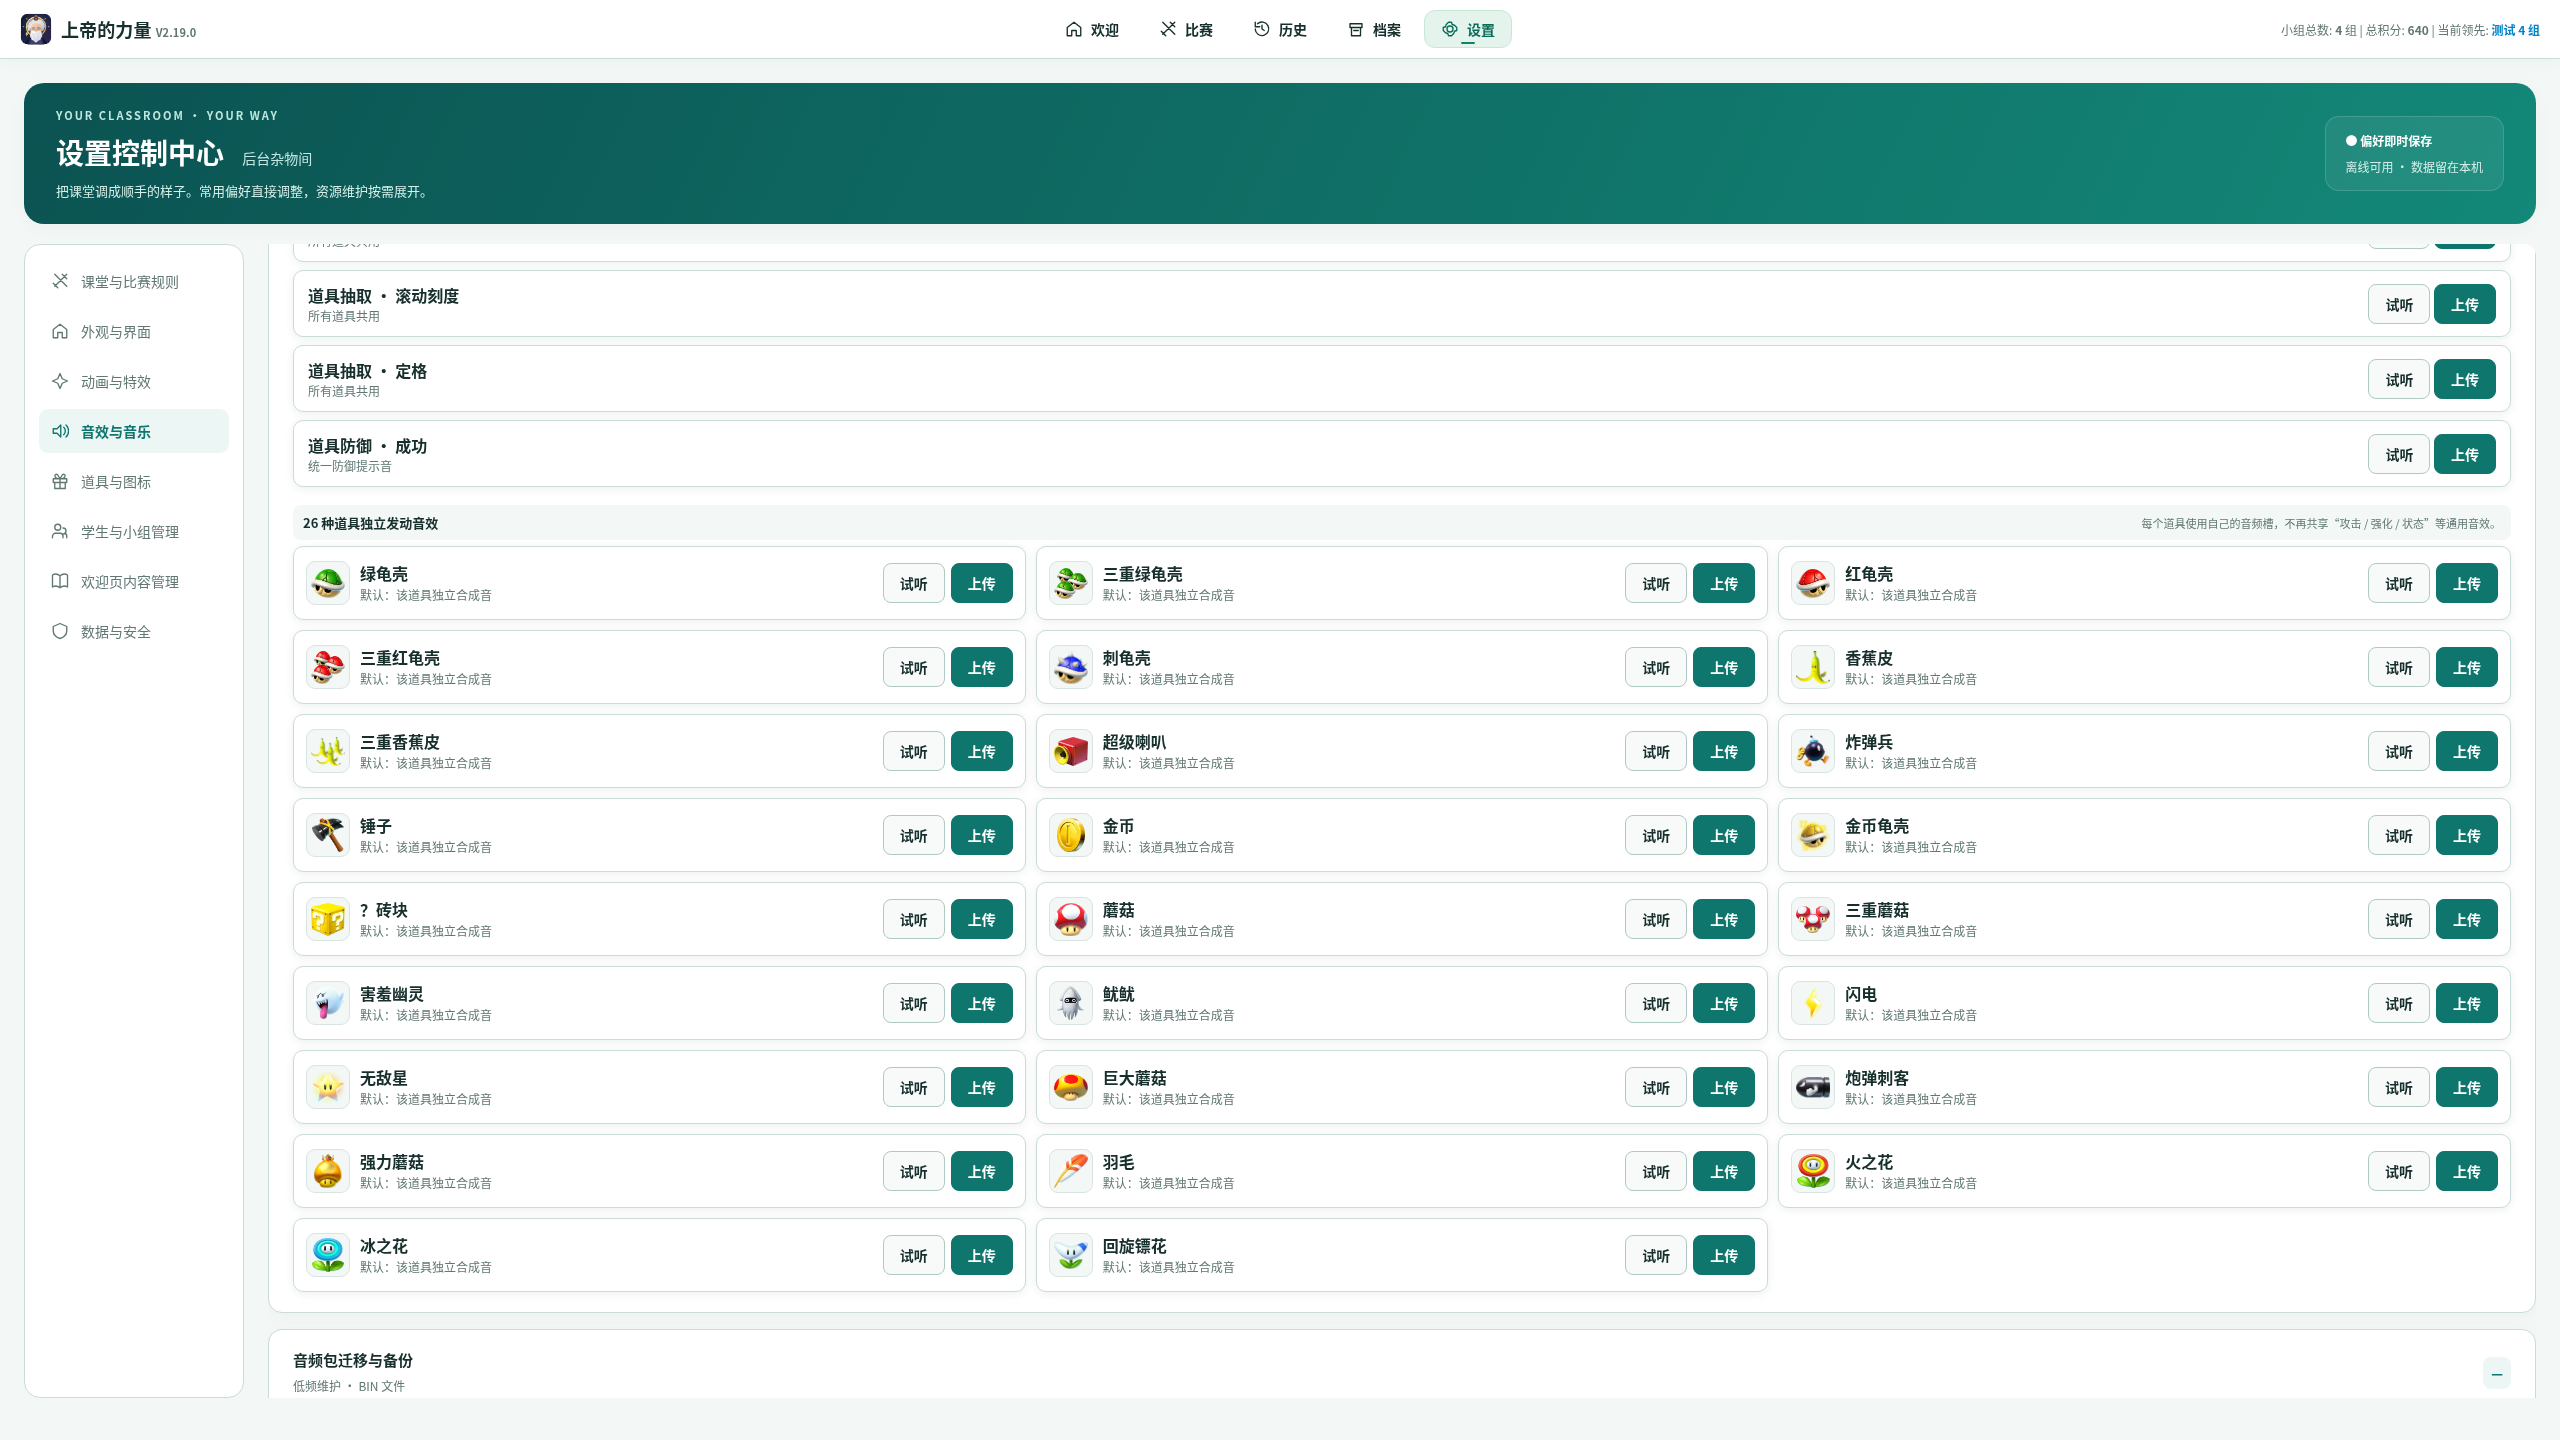 上帝的力量 V2.19.0
欢迎
比赛
历史
档案
设置
小组总数: 4 组 | 总积分: 640 | 当前领先: 测试 4 组
YOUR CLASSROOM · YOUR WAY
设置控制中心 后台杂物间
把课堂调成顺手的样子。常用偏好直接调整，资源维护按需展开。
偏好即时保存
离线可用 · 数据留在本机
课堂与比赛规则
外观与界面
动画与特效
音效与音乐
道具与图标
学生与小组管理
欢迎页内容管理
数据与安全
道具抽取 · 滚动刻度
所有道具共用
试听 上传
道具抽取 · 定格
所有道具共用
试听 上传
道具防御 · 成功
统一防御提示音
试听 上传
26 种道具独立发动音效
每个道具使用自己的音频槽，不再共享“攻击 / 强化 / 状态”等通用音效。
绿龟壳
默认：该道具独立合成音
试听 上传
三重绿龟壳
默认：该道具独立合成音
试听 上传
红龟壳
默认：该道具独立合成音
试听 上传
三重红龟壳
默认：该道具独立合成音
试听 上传
刺龟壳
默认：该道具独立合成音
试听 上传
香蕉皮
默认：该道具独立合成音
试听 上传
三重香蕉皮
默认：该道具独立合成音
试听 上传
超级喇叭
默认：该道具独立合成音
试听 上传
炸弹兵
默认：该道具独立合成音
试听 上传
锤子
默认：该道具独立合成音
试听 上传
金币
默认：该道具独立合成音
试听 上传
金币龟壳
默认：该道具独立合成音
试听 上传
？砖块
默认：该道具独立合成音
试听 上传
蘑菇
默认：该道具独立合成音
试听 上传
三重蘑菇
默认：该道具独立合成音
试听 上传
害羞幽灵
默认：该道具独立合成音
试听 上传
鱿鱿
默认：该道具独立合成音
试听 上传
闪电
默认：该道具独立合成音
试听 上传
无敌星
默认：该道具独立合成音
试听 上传
巨大蘑菇
默认：该道具独立合成音
试听 上传
炮弹刺客
默认：该道具独立合成音
试听 上传
强力蘑菇
默认：该道具独立合成音
试听 上传
羽毛
默认：该道具独立合成音
试听 上传
火之花
默认：该道具独立合成音
试听 上传
冰之花
默认：该道具独立合成音
试听 上传
回旋镖花
默认：该道具独立合成音
试听 上传
音频包迁移与备份
低频维护 · BIN 文件